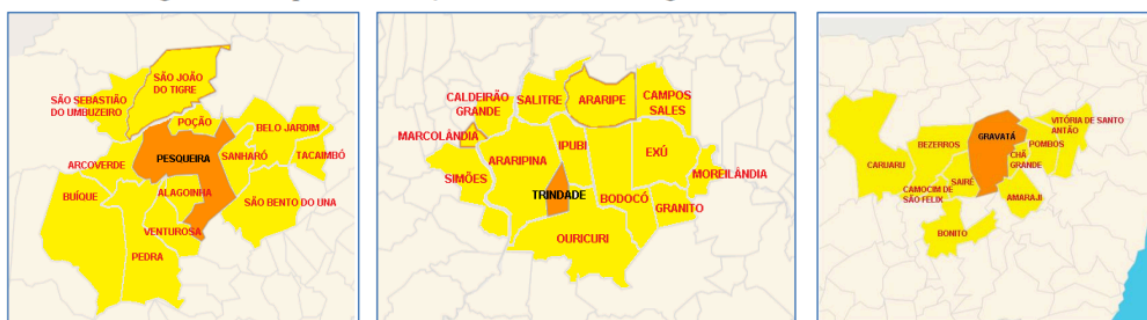 SÃO JOÃO
DO TIGRE
SÃO SEBASTIÃO
DO UMBUZEIRO
POÇÃO
BELO JARDIM
PESQUEIRA
SANHARÓ
TACAIMBÓ
ARCOVERDE
BUÍQUE
ALAGOINHA
SÃO BENTO DO UNA
VENTUROSA
PEDRA
CALDEIRÃO
GRANDE
SALITRE
ARARIPE
CAMPOS
SALES
MARCOLÂNDIA
IPUBI
ARARIPINA
EXÚ
SIMÕES
MOREILÂNDIA
TRINDADE
BODOCÓ
GRANITO
OURICURI
VITÓRIA DE SANTO
ANTÃO
GRAVATÁ
BEZERROS
POMBOS
CARUARU
CHÃ
GRANDE
SAIRÉ
CAMOCIM DE
SÃO FELIX
AMARAJI
BONITO